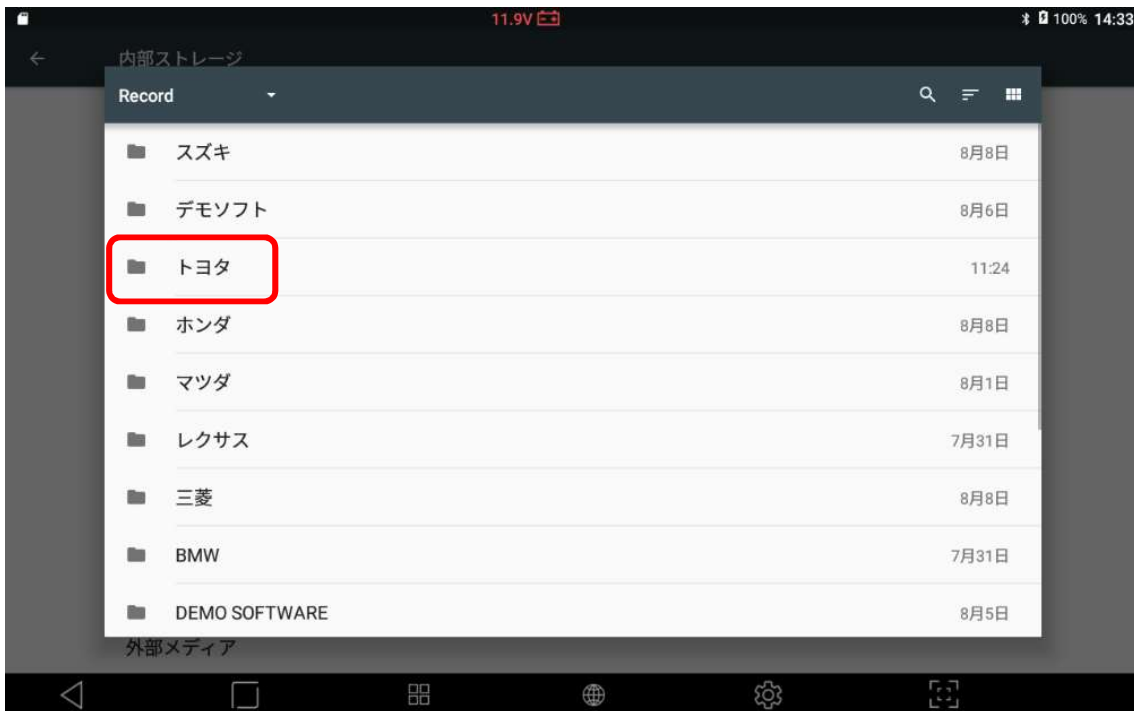 11.9V 100% 14:33
内部ストレージ
Record
スズキ 8月8日
デモソフト 8月6日
トヨタ 11:24
ホンダ 8月8日
マツダ 8月1日
レクサス 7月31日
三菱 8月8日
BMW 7月31日
DEMO SOFTWARE 8月5日
外部メディア